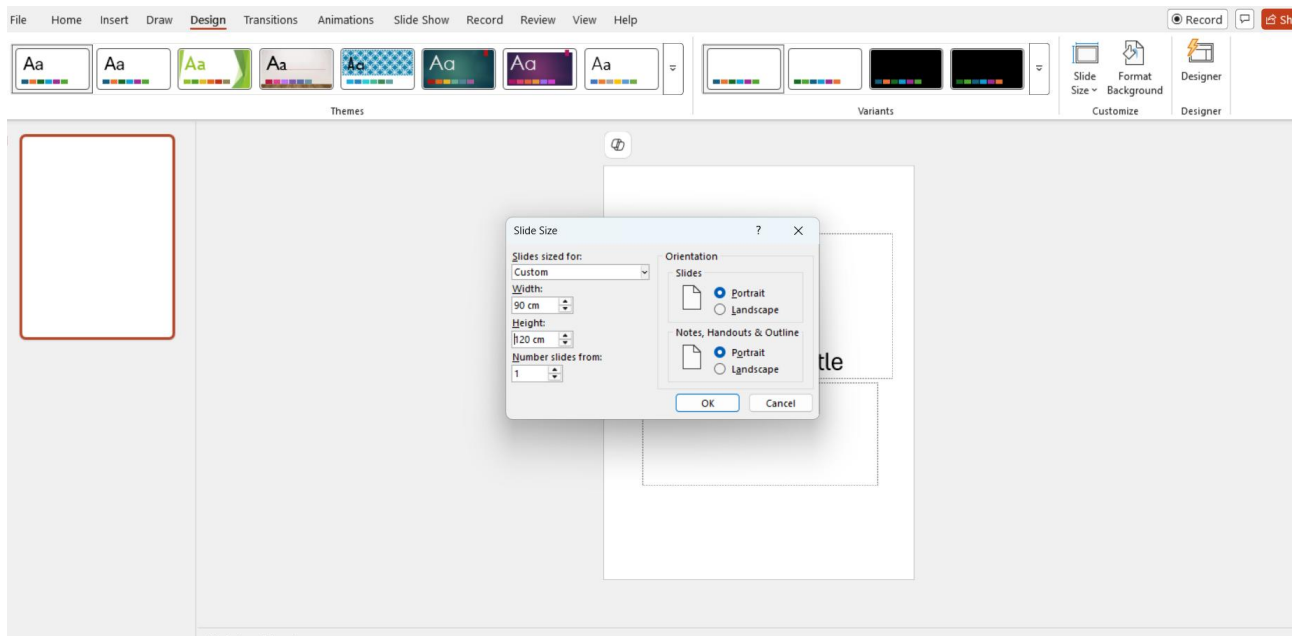 File Home Insert Draw Design Transitions Animations Slide Show Record Review View Help
Record
Aa Aa Aa Aa Aa Aa Aa Aa
Slide Size
Format Background
Designer
Themes
Variants
Customize
Designer
Slide Size ?
Slides sized for:
Custom
Width:
90 cm
Height:
120 cm
Number slides from:
1
Orientation
Slides
Portrait
Landscape
Notes, Handouts & Outline
Portrait
Landscape
OK Cancel
tle